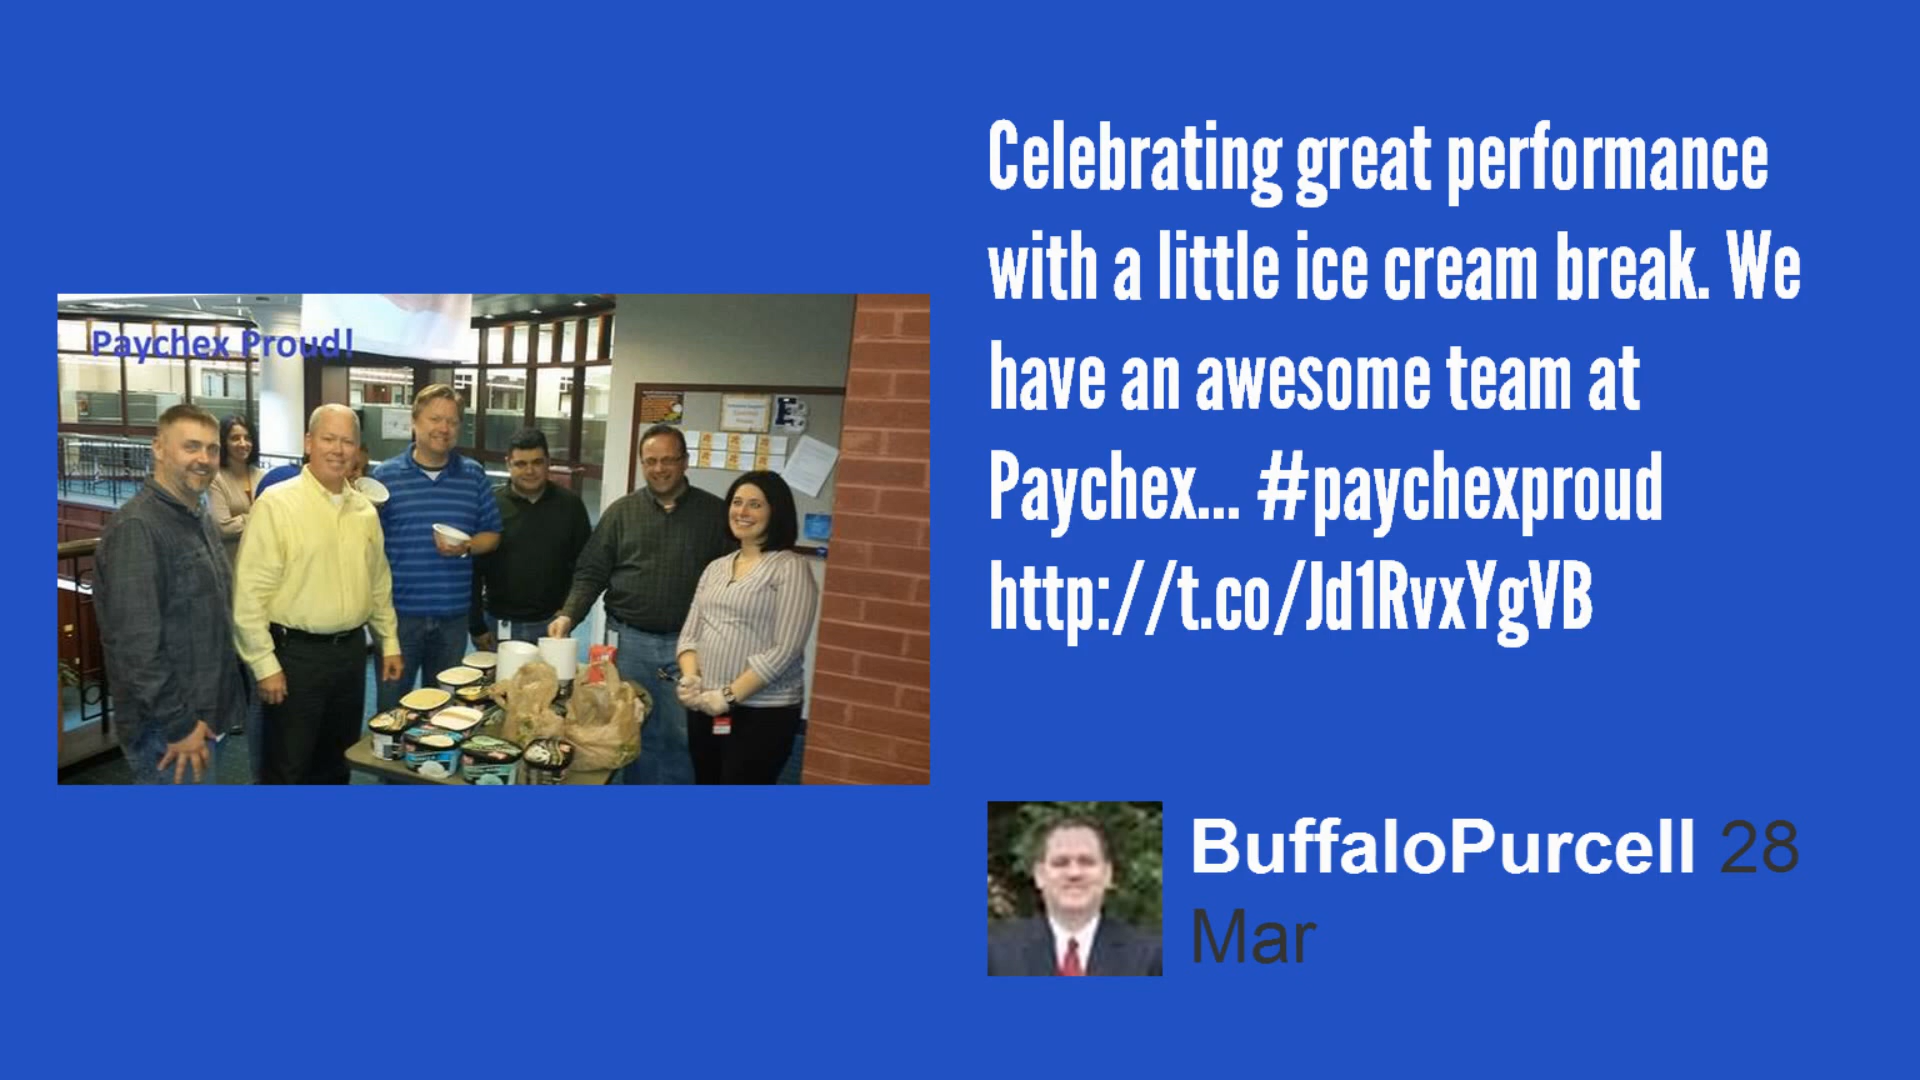 Celebrating great performance
with a little ice cream break. We
have an awesome team at
Paychex... #paychexproud
http://t.co/Jd1RvxYgVB
Paychex Proud!
BuffaloPurcell 28
Mar